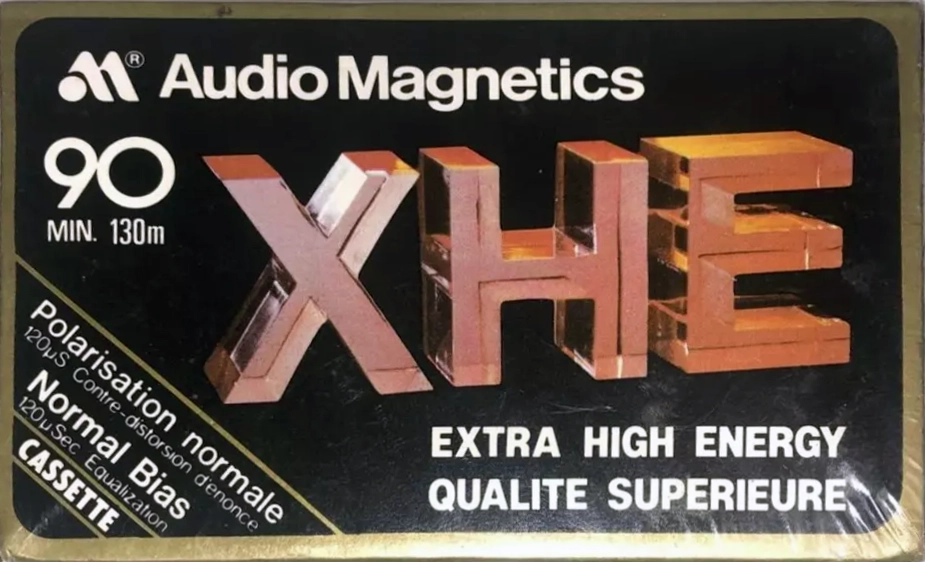 M® Audio Magnetics
90
MIN. 130m
XHE
Polarisation normale
120µS Contre-distorsion d'enonce
Normal Bias
120µSec Equalization
CASSETTE
EXTRA HIGH ENERGY
QUALITE SUPERIEURE